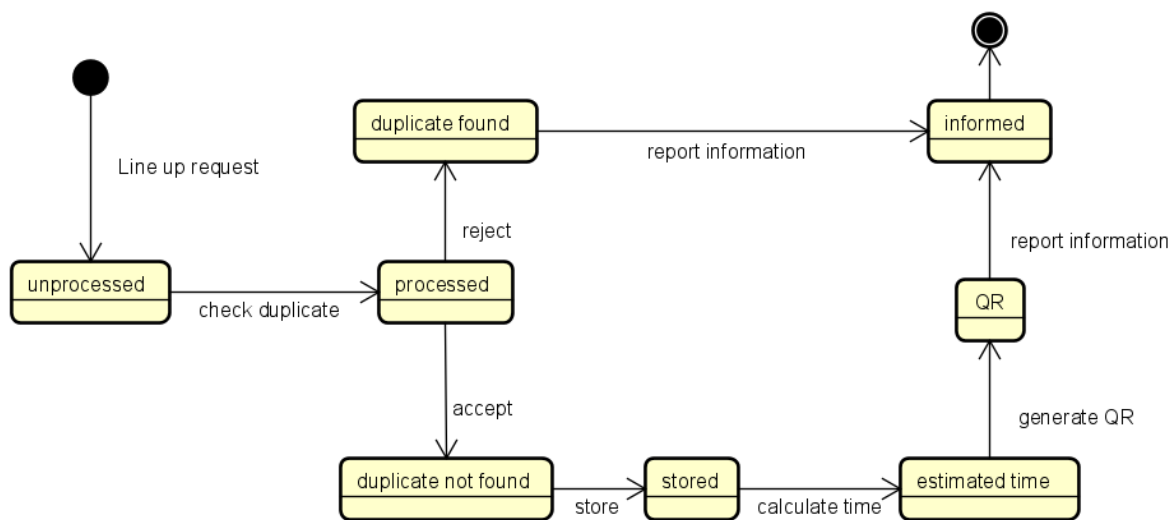 duplicate found
informed
report information
Line up request
reject
report information
unprocessed
processed
QR
check duplicate
accept
generate QR
duplicate not found
stored
estimated time
store
calculate time